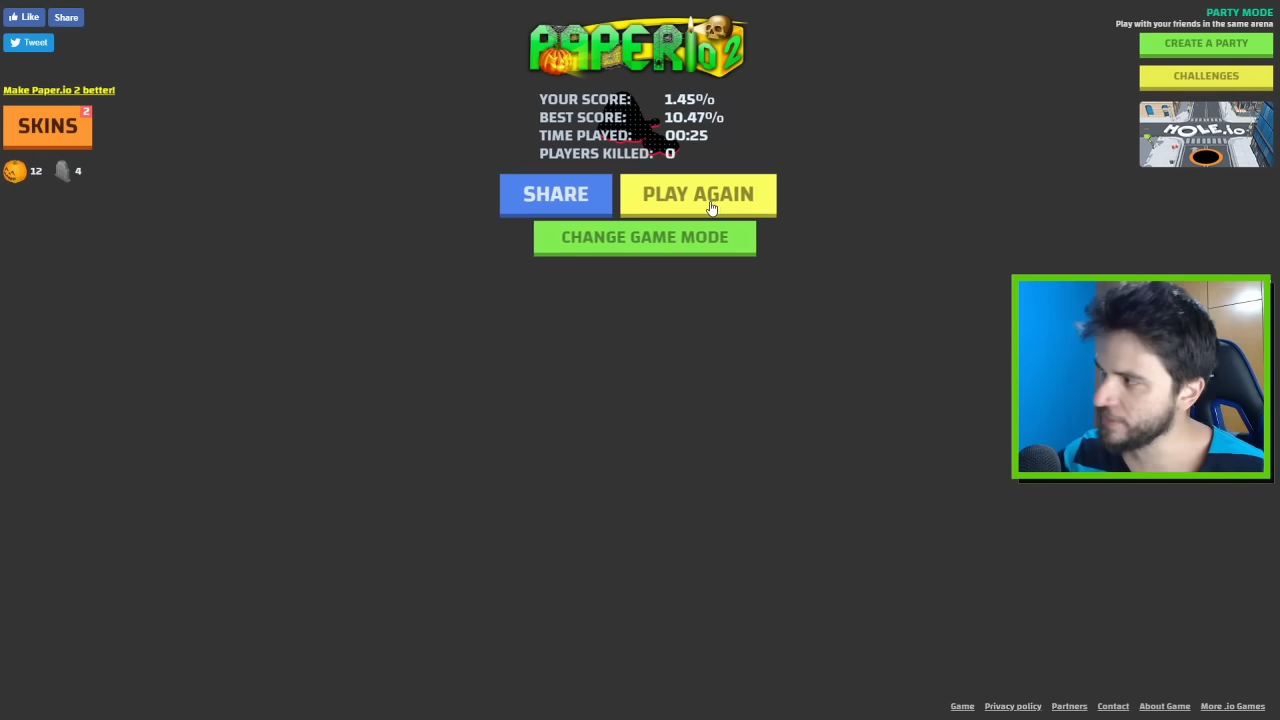 Like
Share
Tweet
Make Paper.io 2 better!
SKINS
2
12
4
PAPER.io 2
YOUR SCORE: 1.45%
BEST SCORE: 10.47%
TIME PLAYED: 00:25
PLAYERS KILLED: 0
SHARE
PLAY AGAIN
CHANGE GAME MODE
PARTY MODE
Play with your friends in the same arena
CREATE A PARTY
CHALLENGES
HOLE.io
Game Privacy policy Partners Contact About Game More .io Games